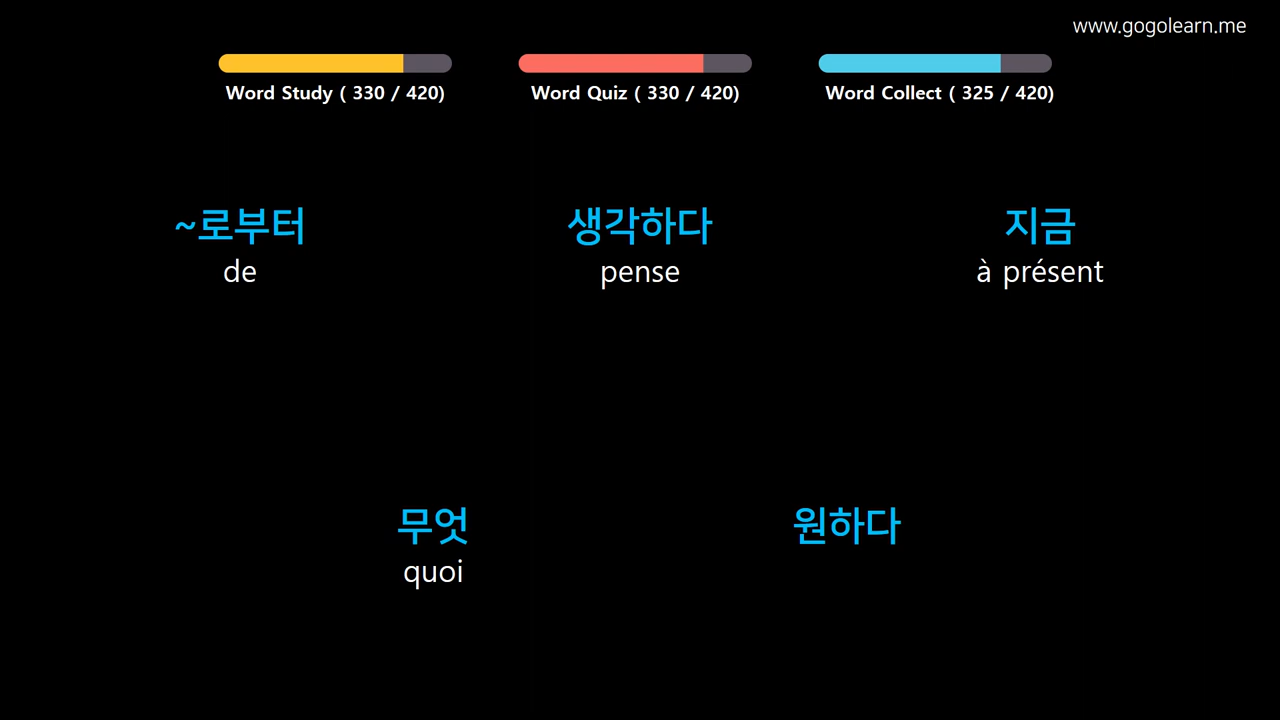 www.gogolearn.me
Word Study ( 330 / 420)
Word Quiz ( 330 / 420)
Word Collect ( 325 / 420)
~로부터
de
생각하다
pense
지금
à présent
무엇
quoi
원하다